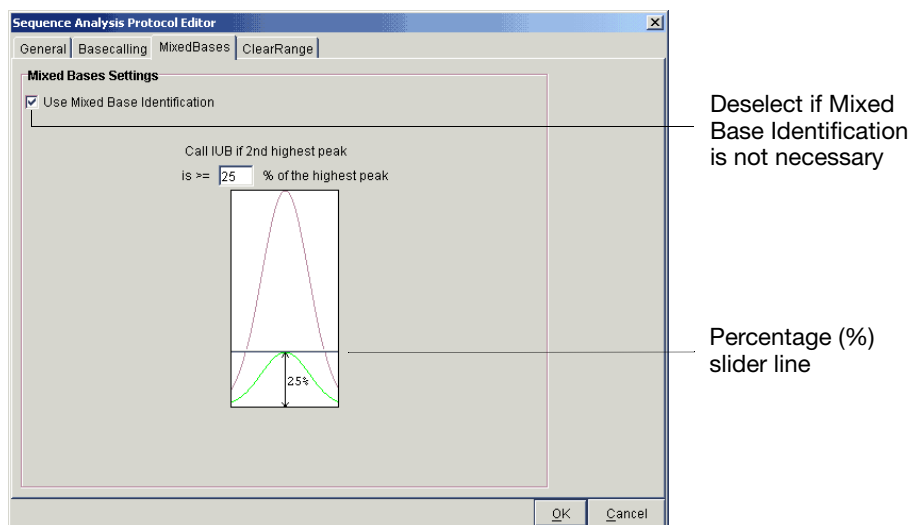 Sequence Analysis Protocol Editor
General
Basecalling
MixedBases
ClearRange
Mixed Bases Settings
Use Mixed Base Identification
Call IUB if 2nd highest peak
is >= 25 % of the highest peak
25%
OK
Cancel
Deselect if Mixed
Base Identification
is not necessary
Percentage (%)
slider line